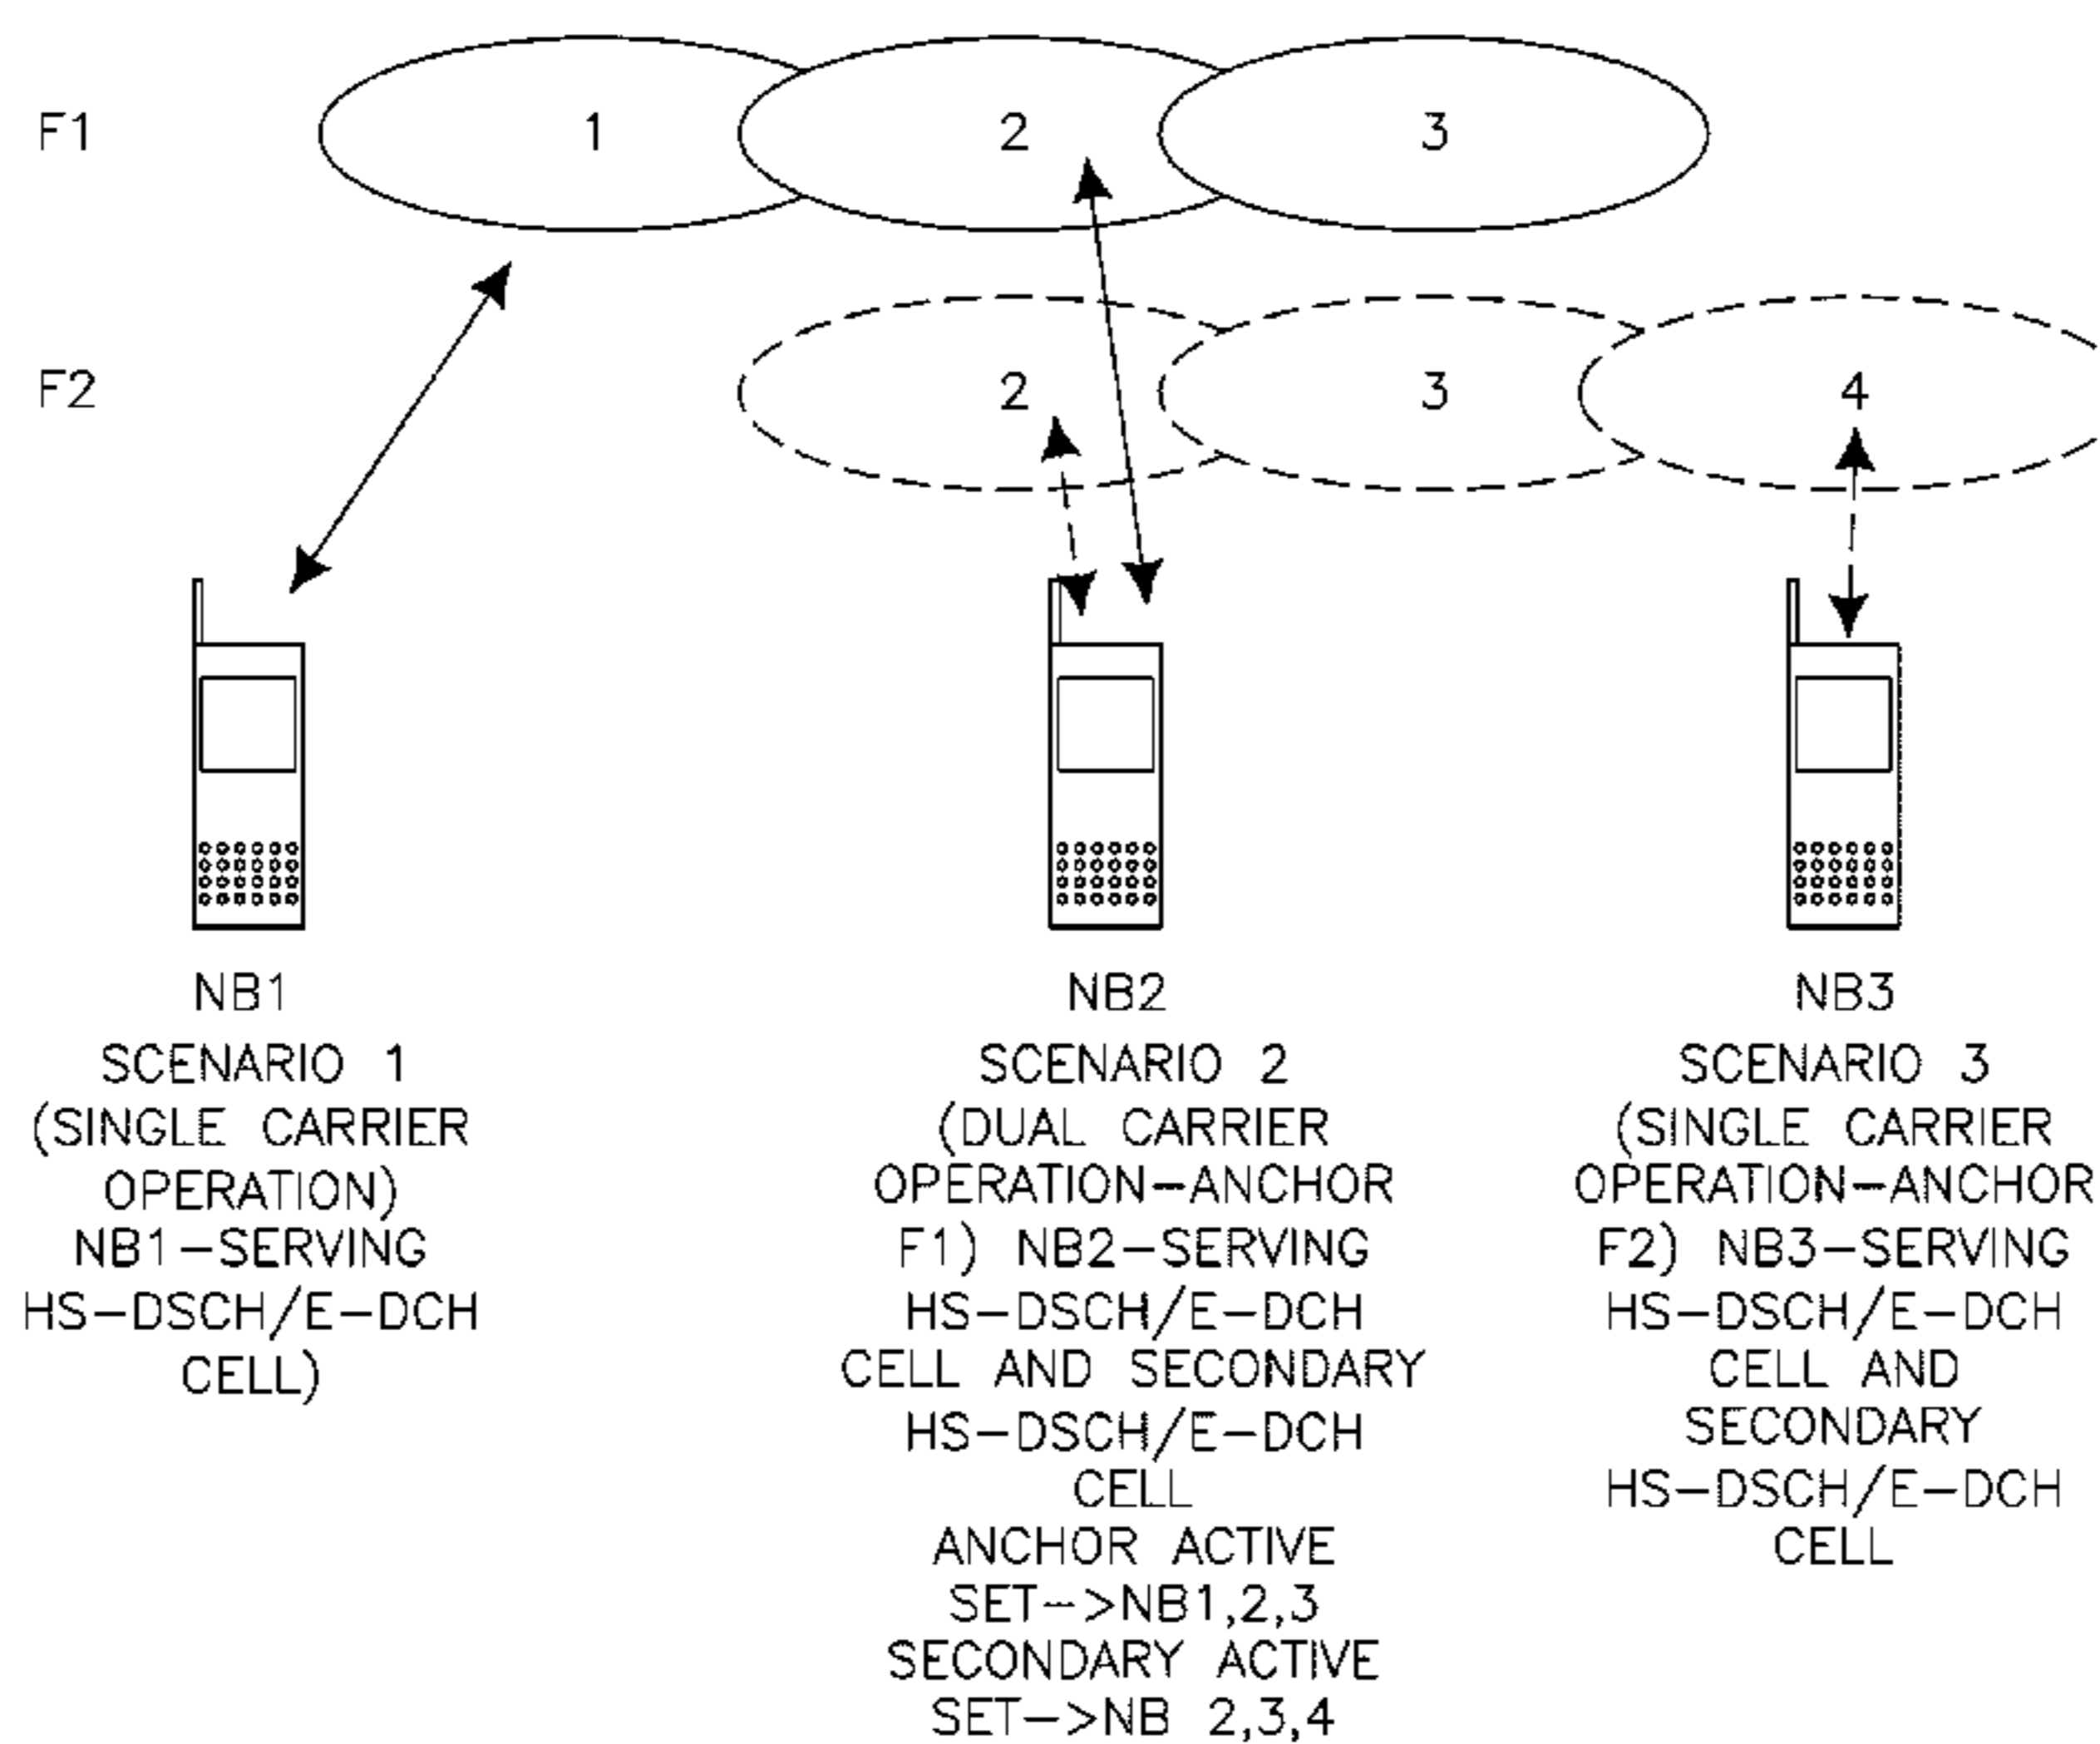 F1
1
2
3
F2
2
3
4
NB1
SCENARIO 1
(SINGLE CARRIER
OPERATION)
NB1-SERVING
HS-DSCH/E-DCH
CELL)
NB2
SCENARIO 2
(DUAL CARRIER
OPERATION-ANCHOR
F1) NB2-SERVING
HS-DSCH/E-DCH
CELL AND SECONDARY
HS-DSCH/E-DCH
CELL
ANCHOR ACTIVE
SET->NB1,2,3
SECONDARY ACTIVE
SET->NB 2,3,4
NB3
SCENARIO 3
(SINGLE CARRIER
OPERATION-ANCHOR
F2) NB3-SERVING
HS-DSCH/E-DCH
CELL AND
SECONDARY
HS-DSCH/E-DCH
CELL